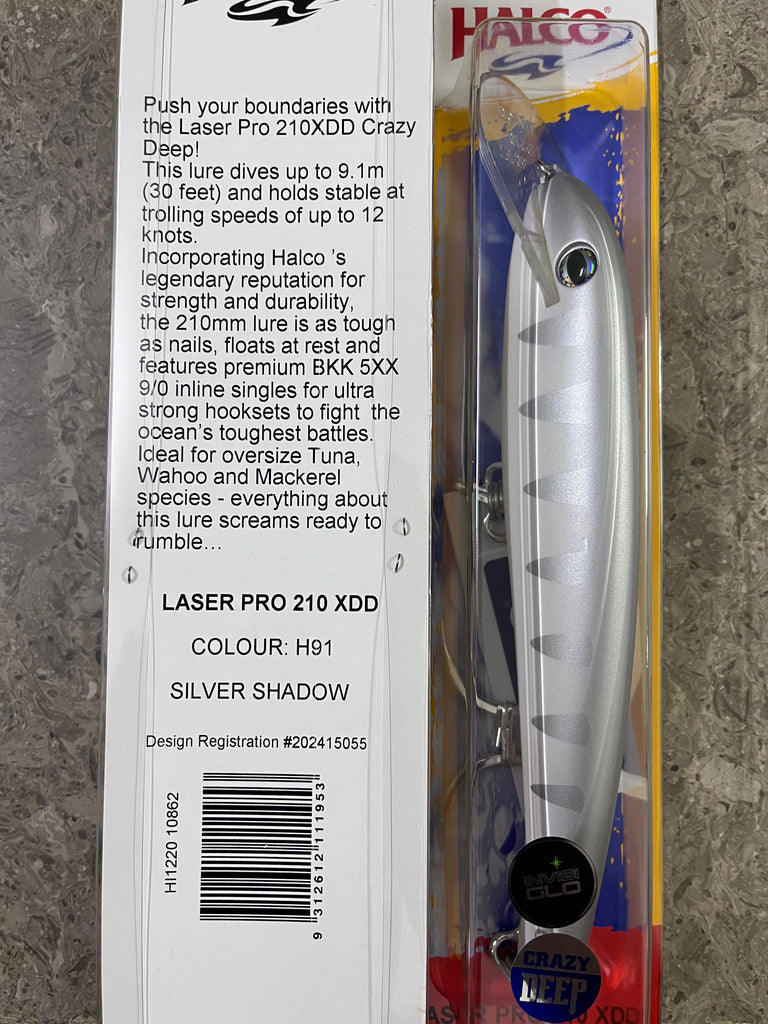 Push your boundaries with
the Laser Pro 210XDD Crazy
Deep!
This lure dives up to 9.1m
(30 feet) and holds stable at
trolling speeds of up to 12
knots.
Incorporating Halco 's
legendary reputation for
strength and durability,
the 210mm lure is as tough
as nails, floats at rest and
features premium BKK 5XX
9/0 inline singles for ultra
strong hooksets to fight the
ocean's toughest battles.
Ideal for oversize Tuna,
Wahoo and Mackerel
species - everything about
this lure screams ready to
rumble...
LASER PRO 210 XDD
COLOUR: H91
SILVER SHADOW
Design Registration #202415055
HI1220 10862
9 312612 111953
HALCO
INVISI
GLO
CRAZY
DEEP
ASER PRO 210 XDD